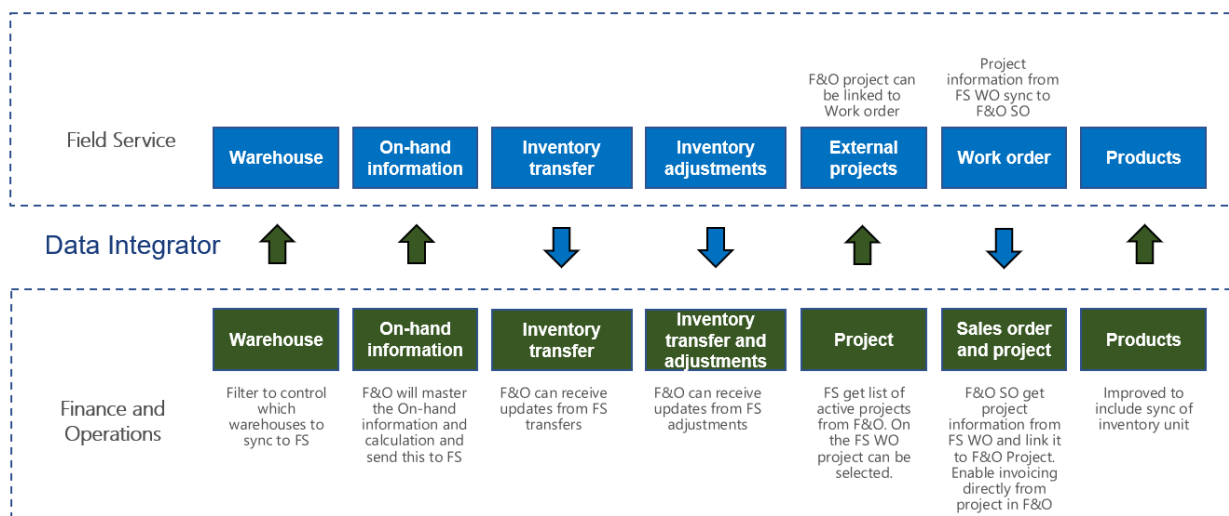 F&O project can
be linked to
Work order
Project
information from
FS WO sync to
F&O SO
Field Service
Warehouse
On-hand
information
Inventory
transfer
Inventory
adjustments
External
projects
Work order
Products
Data Integrator
Finance and
Operations
Warehouse
On-hand
information
Inventory
transfer
Inventory
transfer and
adjustments
Project
Sales order
and project
Products
Filter to control
which
warehouses to
sync to FS
F&O will master
the On-hand
information and
calculation and
send this to FS
F&O can receive
updates from FS
transfers
F&O can receive
updates from FS
adjustments
FS get list of
active projects
from F&O. On
the FS WO
project can be
selected.
F&O SO get
project
information from
FS WO and link it
to F&O Project.
Enable invoicing
directly from
project in F&O
Improved to
include sync of
inventory unit